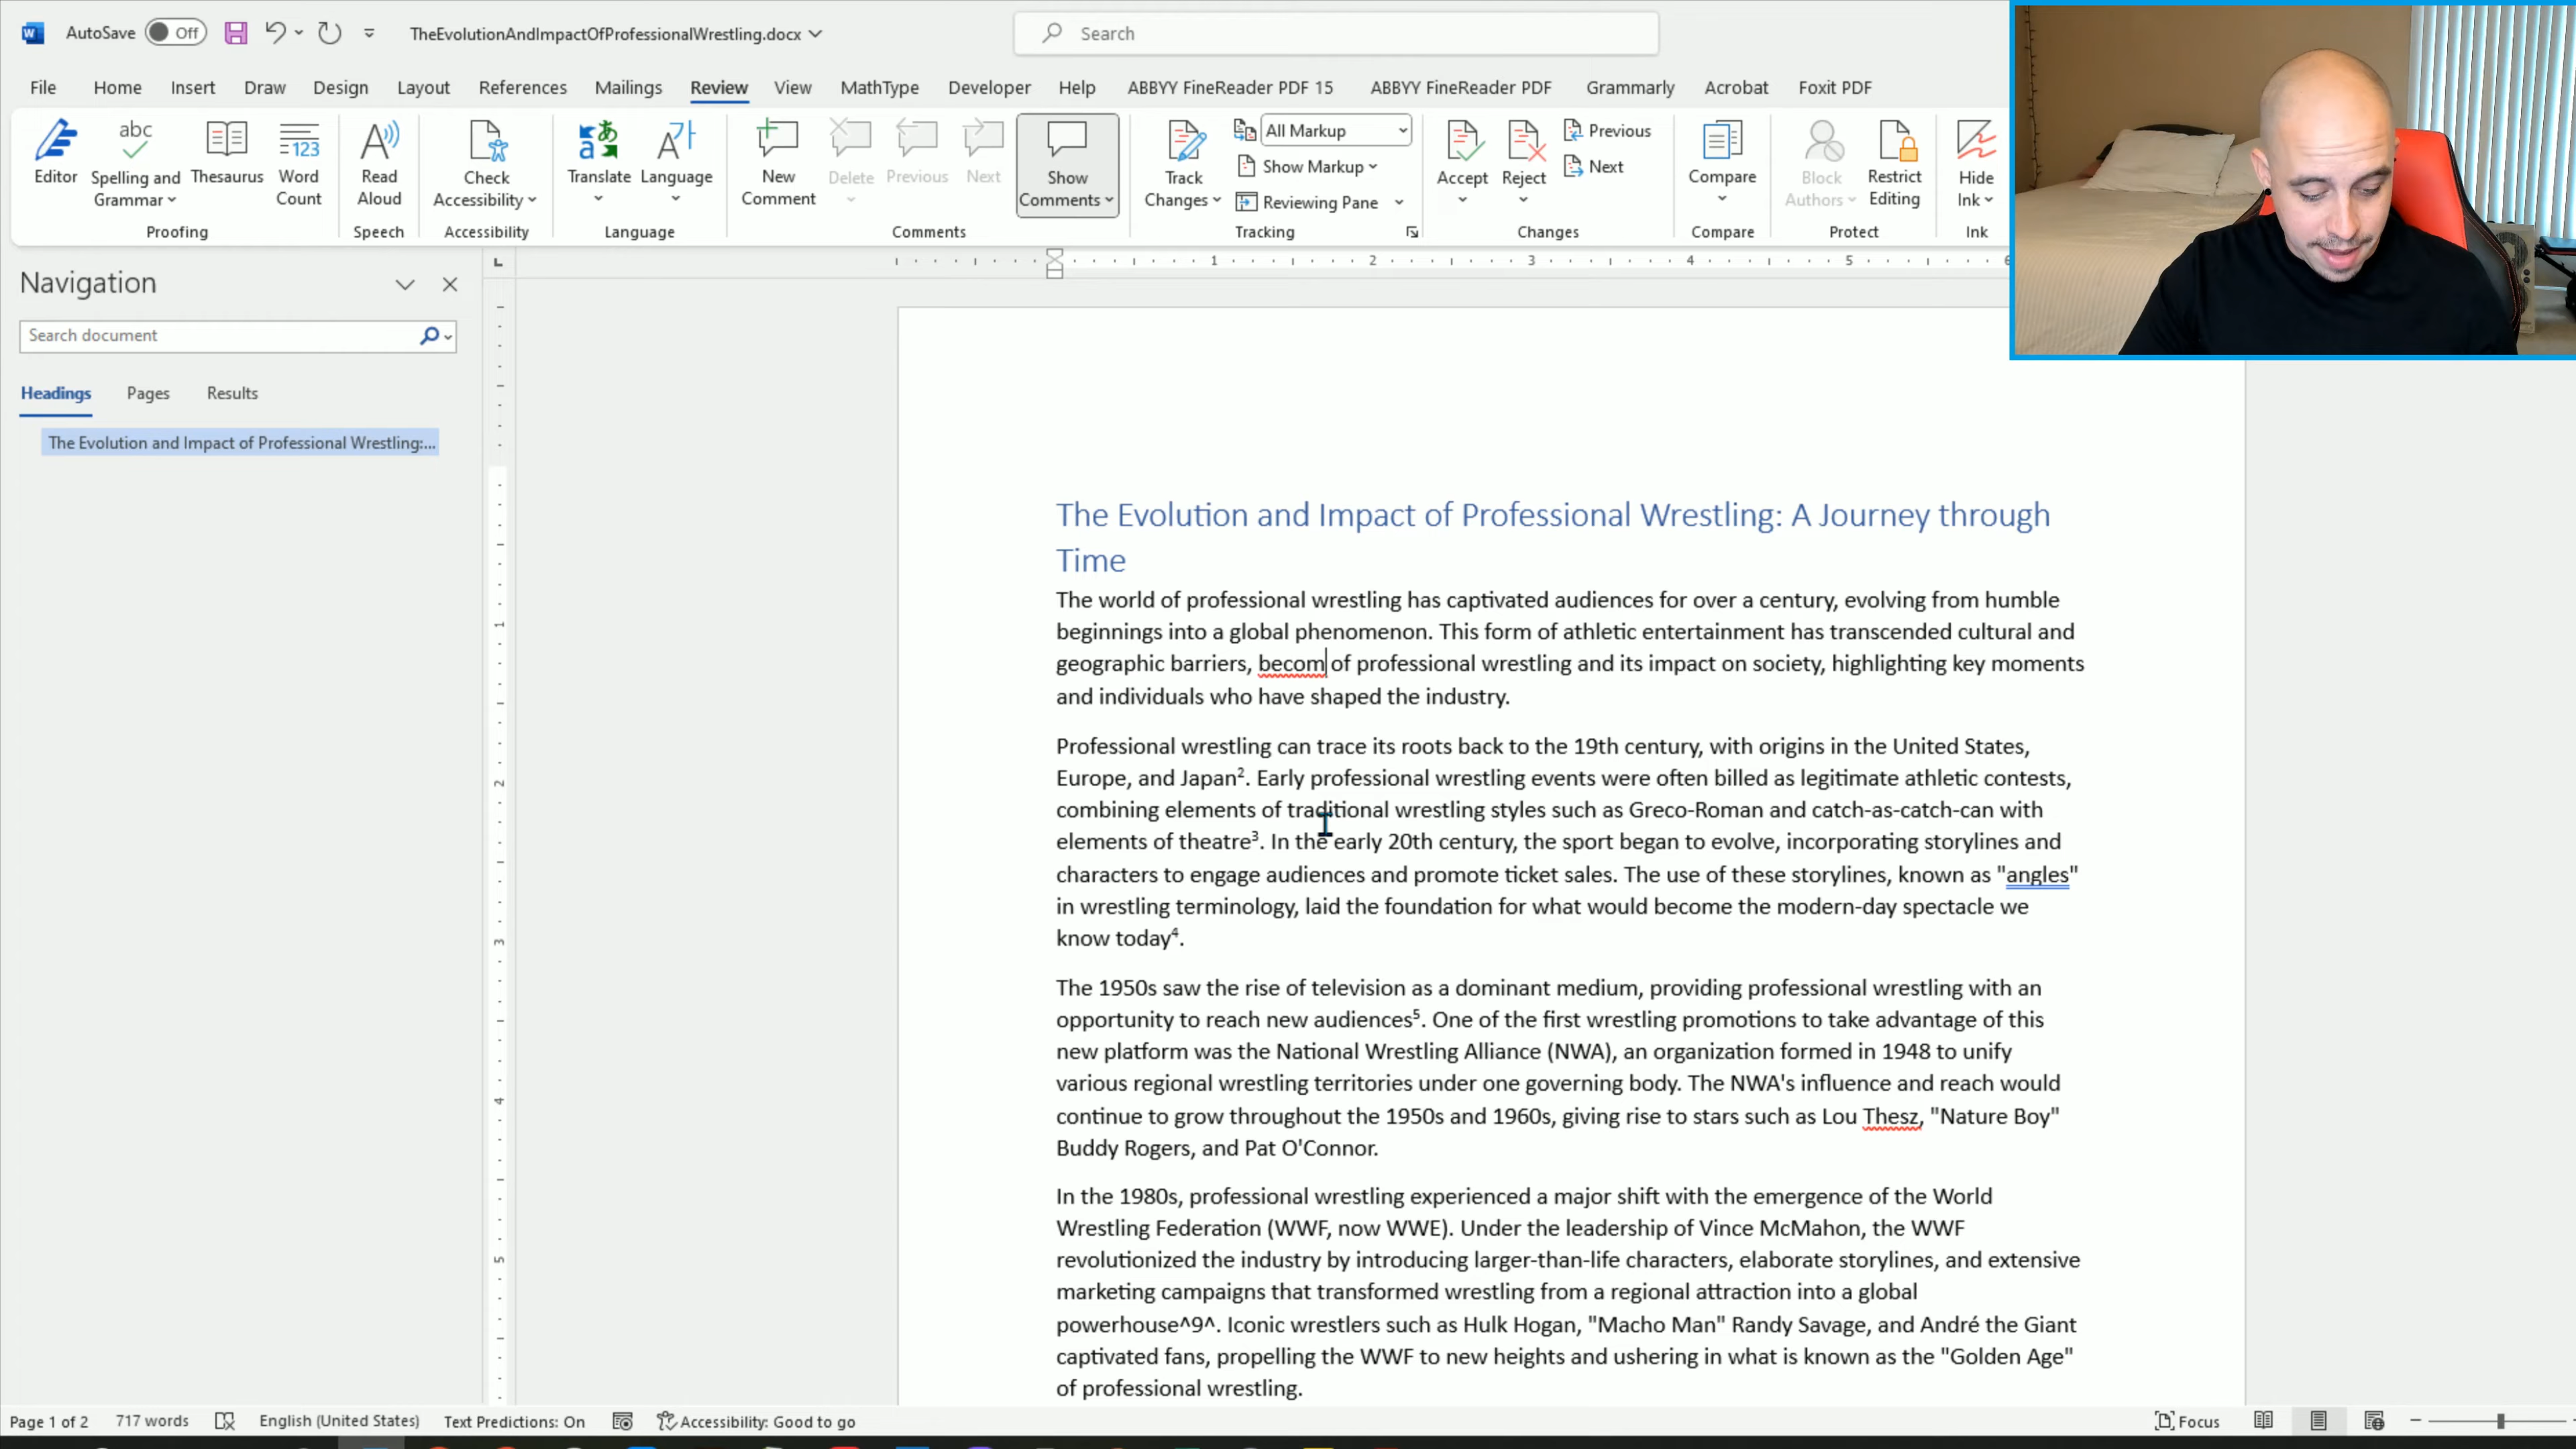 AutoSave Off TheEvolutionAndImpactOfProfessionalWrestling.docx Search
File Home Insert Draw Design Layout References Mailings Review View MathType Developer Help ABBYY FineReader PDF 15 ABBYY FineReader PDF Grammarly Acrobat Foxit PDF
Editor
abc
Spelling and
Grammar
Thesaurus
123
Word
Count
Proofing
Read
Aloud
Speech
Check
Accessibility
Accessibility
Translate
Language
Language
New
Comment
Delete
Previous
Next
Show
Comments
Comments
Track
Changes
All Markup
Show Markup
Reviewing Pane
Tracking
Accept
Reject
Previous
Next
Changes
Compare
Compare
Block
Authors
Restrict
Editing
Protect
Hide
Ink
Ink
Navigation
Search document
Headings Pages Results
The Evolution and Impact of Professional Wrestling:...
1 2 3 4 5 6
1
2
3
4
5
The Evolution and Impact of Professional Wrestling: A Journey through
Time
The world of professional wrestling has captivated audiences for over a century, evolving from humble
beginnings into a global phenomenon. This form of athletic entertainment has transcended cultural and
geographic barriers, becom of professional wrestling and its impact on society, highlighting key moments
and individuals who have shaped the industry.
Professional wrestling can trace its roots back to the 19th century, with origins in the United States,
Europe, and Japan². Early professional wrestling events were often billed as legitimate athletic contests,
combining elements of traditional wrestling styles such as Greco-Roman and catch-as-catch-can with
elements of theatre³. In the early 20th century, the sport began to evolve, incorporating storylines and
characters to engage audiences and promote ticket sales. The use of these storylines, known as "angles"
in wrestling terminology, laid the foundation for what would become the modern-day spectacle we
know today⁴.
The 1950s saw the rise of television as a dominant medium, providing professional wrestling with an
opportunity to reach new audiences⁵. One of the first wrestling promotions to take advantage of this
new platform was the National Wrestling Alliance (NWA), an organization formed in 1948 to unify
various regional wrestling territories under one governing body. The NWA's influence and reach would
continue to grow throughout the 1950s and 1960s, giving rise to stars such as Lou Thesz, "Nature Boy"
Buddy Rogers, and Pat O'Connor.
In the 1980s, professional wrestling experienced a major shift with the emergence of the World
Wrestling Federation (WWF, now WWE). Under the leadership of Vince McMahon, the WWF
revolutionized the industry by introducing larger-than-life characters, elaborate storylines, and extensive
marketing campaigns that transformed wrestling from a regional attraction into a global
powerhouse^9^. Iconic wrestlers such as Hulk Hogan, "Macho Man" Randy Savage, and André the Giant
captivated fans, propelling the WWF to new heights and ushering in what is known as the "Golden Age"
of professional wrestling.
Page 1 of 2 717 words English (United States) Text Predictions: On Accessibility: Good to go Focus